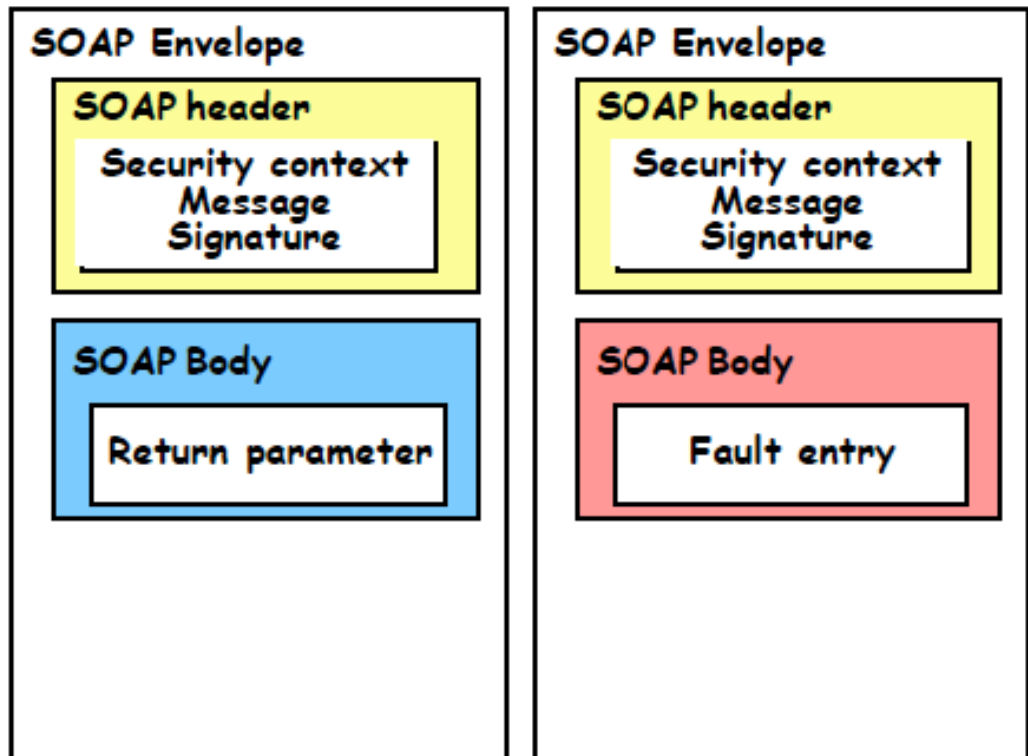 SOAP Envelope
SOAP header
Security context
Message
Signature
SOAP Body
Return parameter
SOAP Envelope
SOAP header
Security context
Message
Signature
SOAP Body
Fault entry